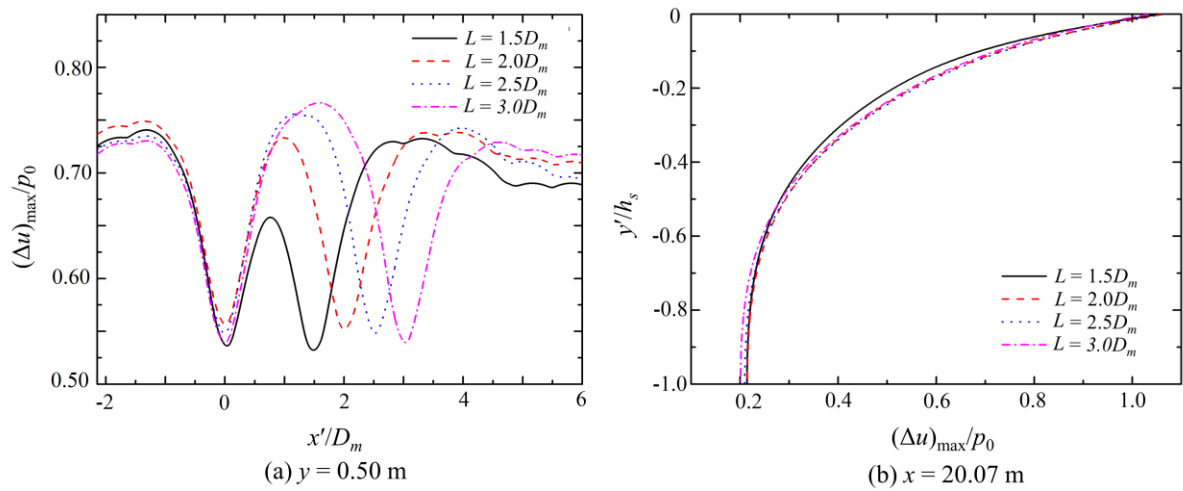 L = 1.5Dm
L = 2.0Dm
L = 2.5Dm
L = 3.0Dm
0.80
0.70
0.60
0.50
(Δu)max/p0
-2
0
2
4
6
x′/Dm
(a) y = 0.50 m
0
-0.2
-0.4
-0.6
-0.8
-1.0
y′/hs
L = 1.5Dm
L = 2.0Dm
L = 2.5Dm
L = 3.0Dm
0.2
0.4
0.6
0.8
1.0
(Δu)max/p0
(b) x = 20.07 m